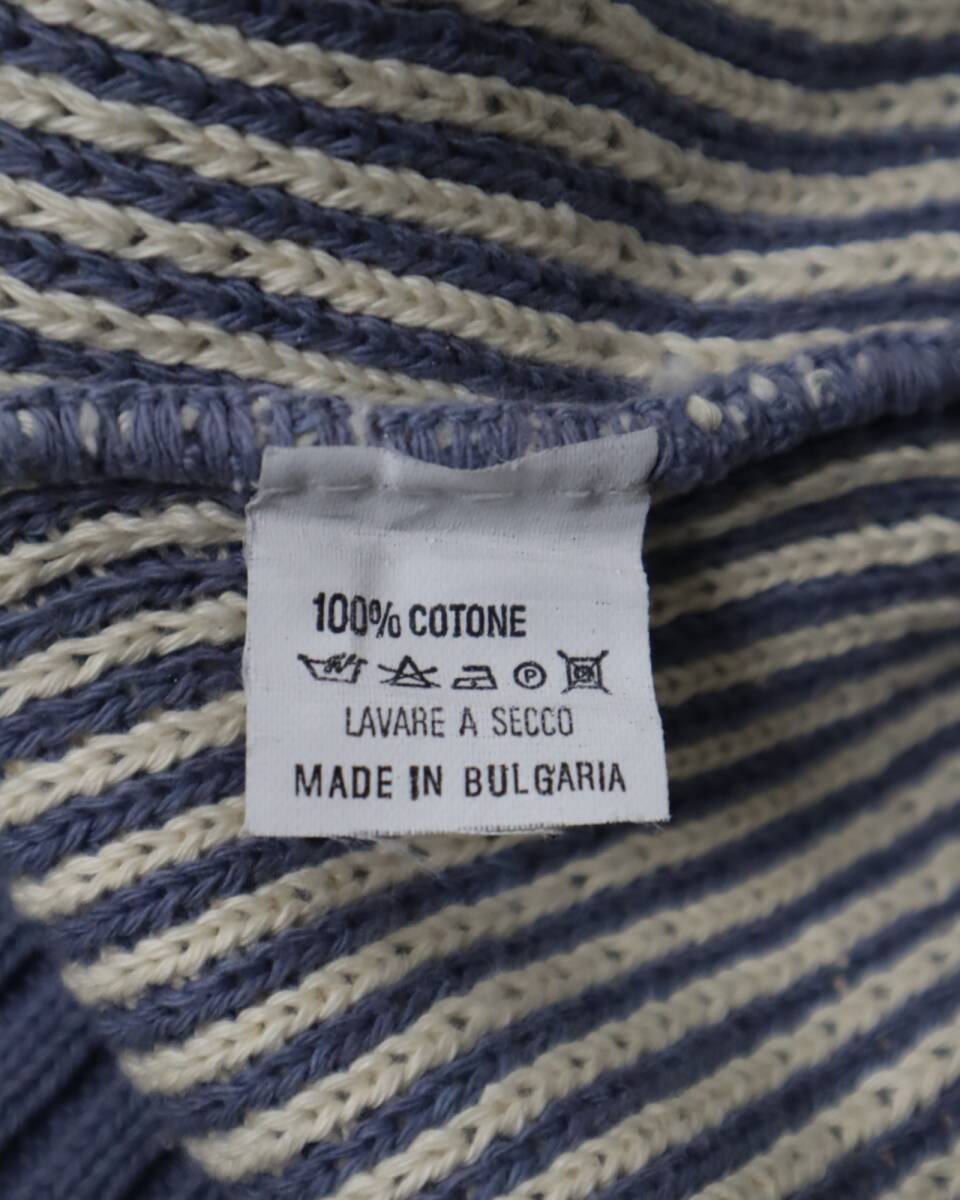 100% COTONE
P
LAVARE A SECCO
MADE IN BULGARIA